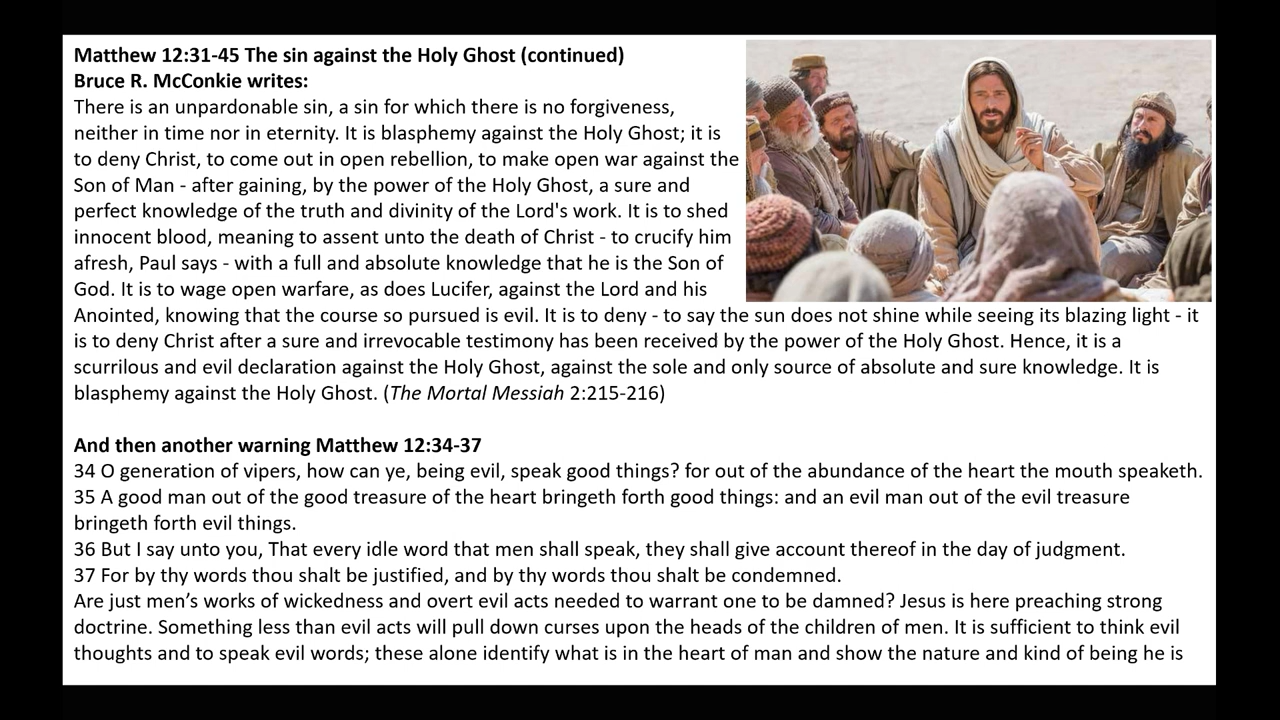 Matthew 12:31-45 The sin against the Holy Ghost (continued)
Bruce R. McConkie writes:
There is an unpardonable sin, a sin for which there is no forgiveness,
neither in time nor in eternity. It is blasphemy against the Holy Ghost; it is
to deny Christ, to come out in open rebellion, to make open war against the
Son of Man - after gaining, by the power of the Holy Ghost, a sure and
perfect knowledge of the truth and divinity of the Lord's work. It is to shed
innocent blood, meaning to assent unto the death of Christ - to crucify him
afresh, Paul says - with a full and absolute knowledge that he is the Son of
God. It is to wage open warfare, as does Lucifer, against the Lord and his
Anointed, knowing that the course so pursued is evil. It is to deny - to say the sun does not shine while seeing its blazing light - it
is to deny Christ after a sure and irrevocable testimony has been received by the power of the Holy Ghost. Hence, it is a
scurrilous and evil declaration against the Holy Ghost, against the sole and only source of absolute and sure knowledge. It is
blasphemy against the Holy Ghost. (The Mortal Messiah 2:215-216)
And then another warning Matthew 12:34-37
34 O generation of vipers, how can ye, being evil, speak good things? for out of the abundance of the heart the mouth speaketh.
35 A good man out of the good treasure of the heart bringeth forth good things: and an evil man out of the evil treasure
bringeth forth evil things.
36 But I say unto you, That every idle word that men shall speak, they shall give account thereof in the day of judgment.
37 For by thy words thou shalt be justified, and by thy words thou shalt be condemned.
Are just men’s works of wickedness and overt evil acts needed to warrant one to be damned? Jesus is here preaching strong
doctrine. Something less than evil acts will pull down curses upon the heads of the children of men. It is sufficient to think evil
thoughts and to speak evil words; these alone identify what is in the heart of man and show the nature and kind of being he is